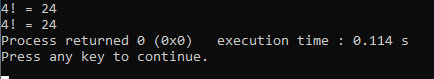 4! = 24
4! = 24
Process returned 0 (0x0)   execution time : 0.114 s
Press any key to continue.